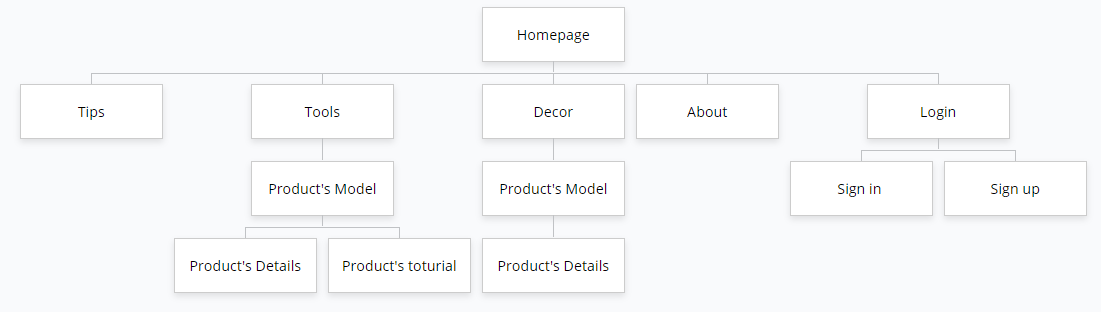 Homepage
Tips
Tools
Decor
About
Login
Product's Model
Product's Model
Sign in
Sign up
Product's Details
Product's toturial
Product's Details